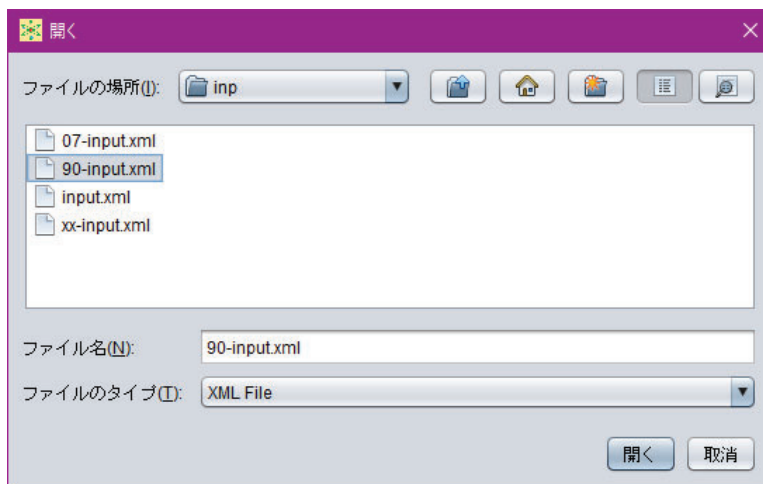 開く
ファイルの場所(I): inp
07-input.xml
90-input.xml
input.xml
xx-input.xml
ファイル名(N): 90-input.xml
ファイルのタイプ(T): XML File
開く 取消